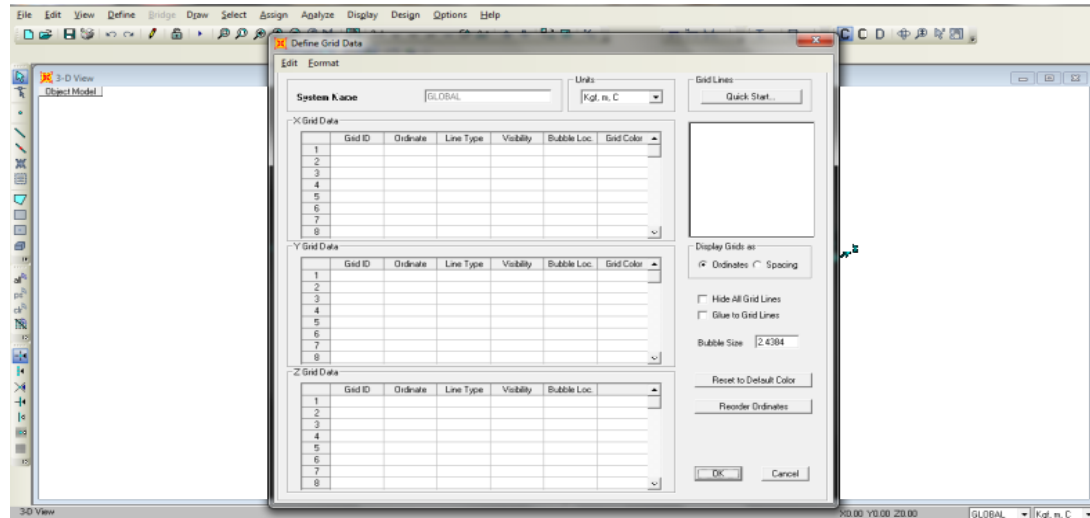 File Edit View Define Bridge Draw Select Assign Analyze Display Design Options Help
Define Grid Data
Edit Format
3-D View
Object Model
System Name GLOBAL
Units
Kgf, m, C
Grid Lines
Quick Start...
X Grid Data
Grid ID Ordinate Line Type Visibility Bubble Loc. Grid Color
1
2
3
4
5
6
7
8
Y Grid Data
Grid ID Ordinate Line Type Visibility Bubble Loc. Grid Color
1
2
3
4
5
6
7
8
Z Grid Data
Grid ID Ordinate Line Type Visibility Bubble Loc.
1
2
3
4
5
6
7
8
Display Grids as
Ordinates Spacing
Hide All Grid Lines
Glue to Grid Lines
Bubble Size 2.4384
Reset to Default Color
Reorder Ordinates
OK Cancel
3-D View
X0.00 Y0.00 Z0.00
GLOBAL Kgf, m, C